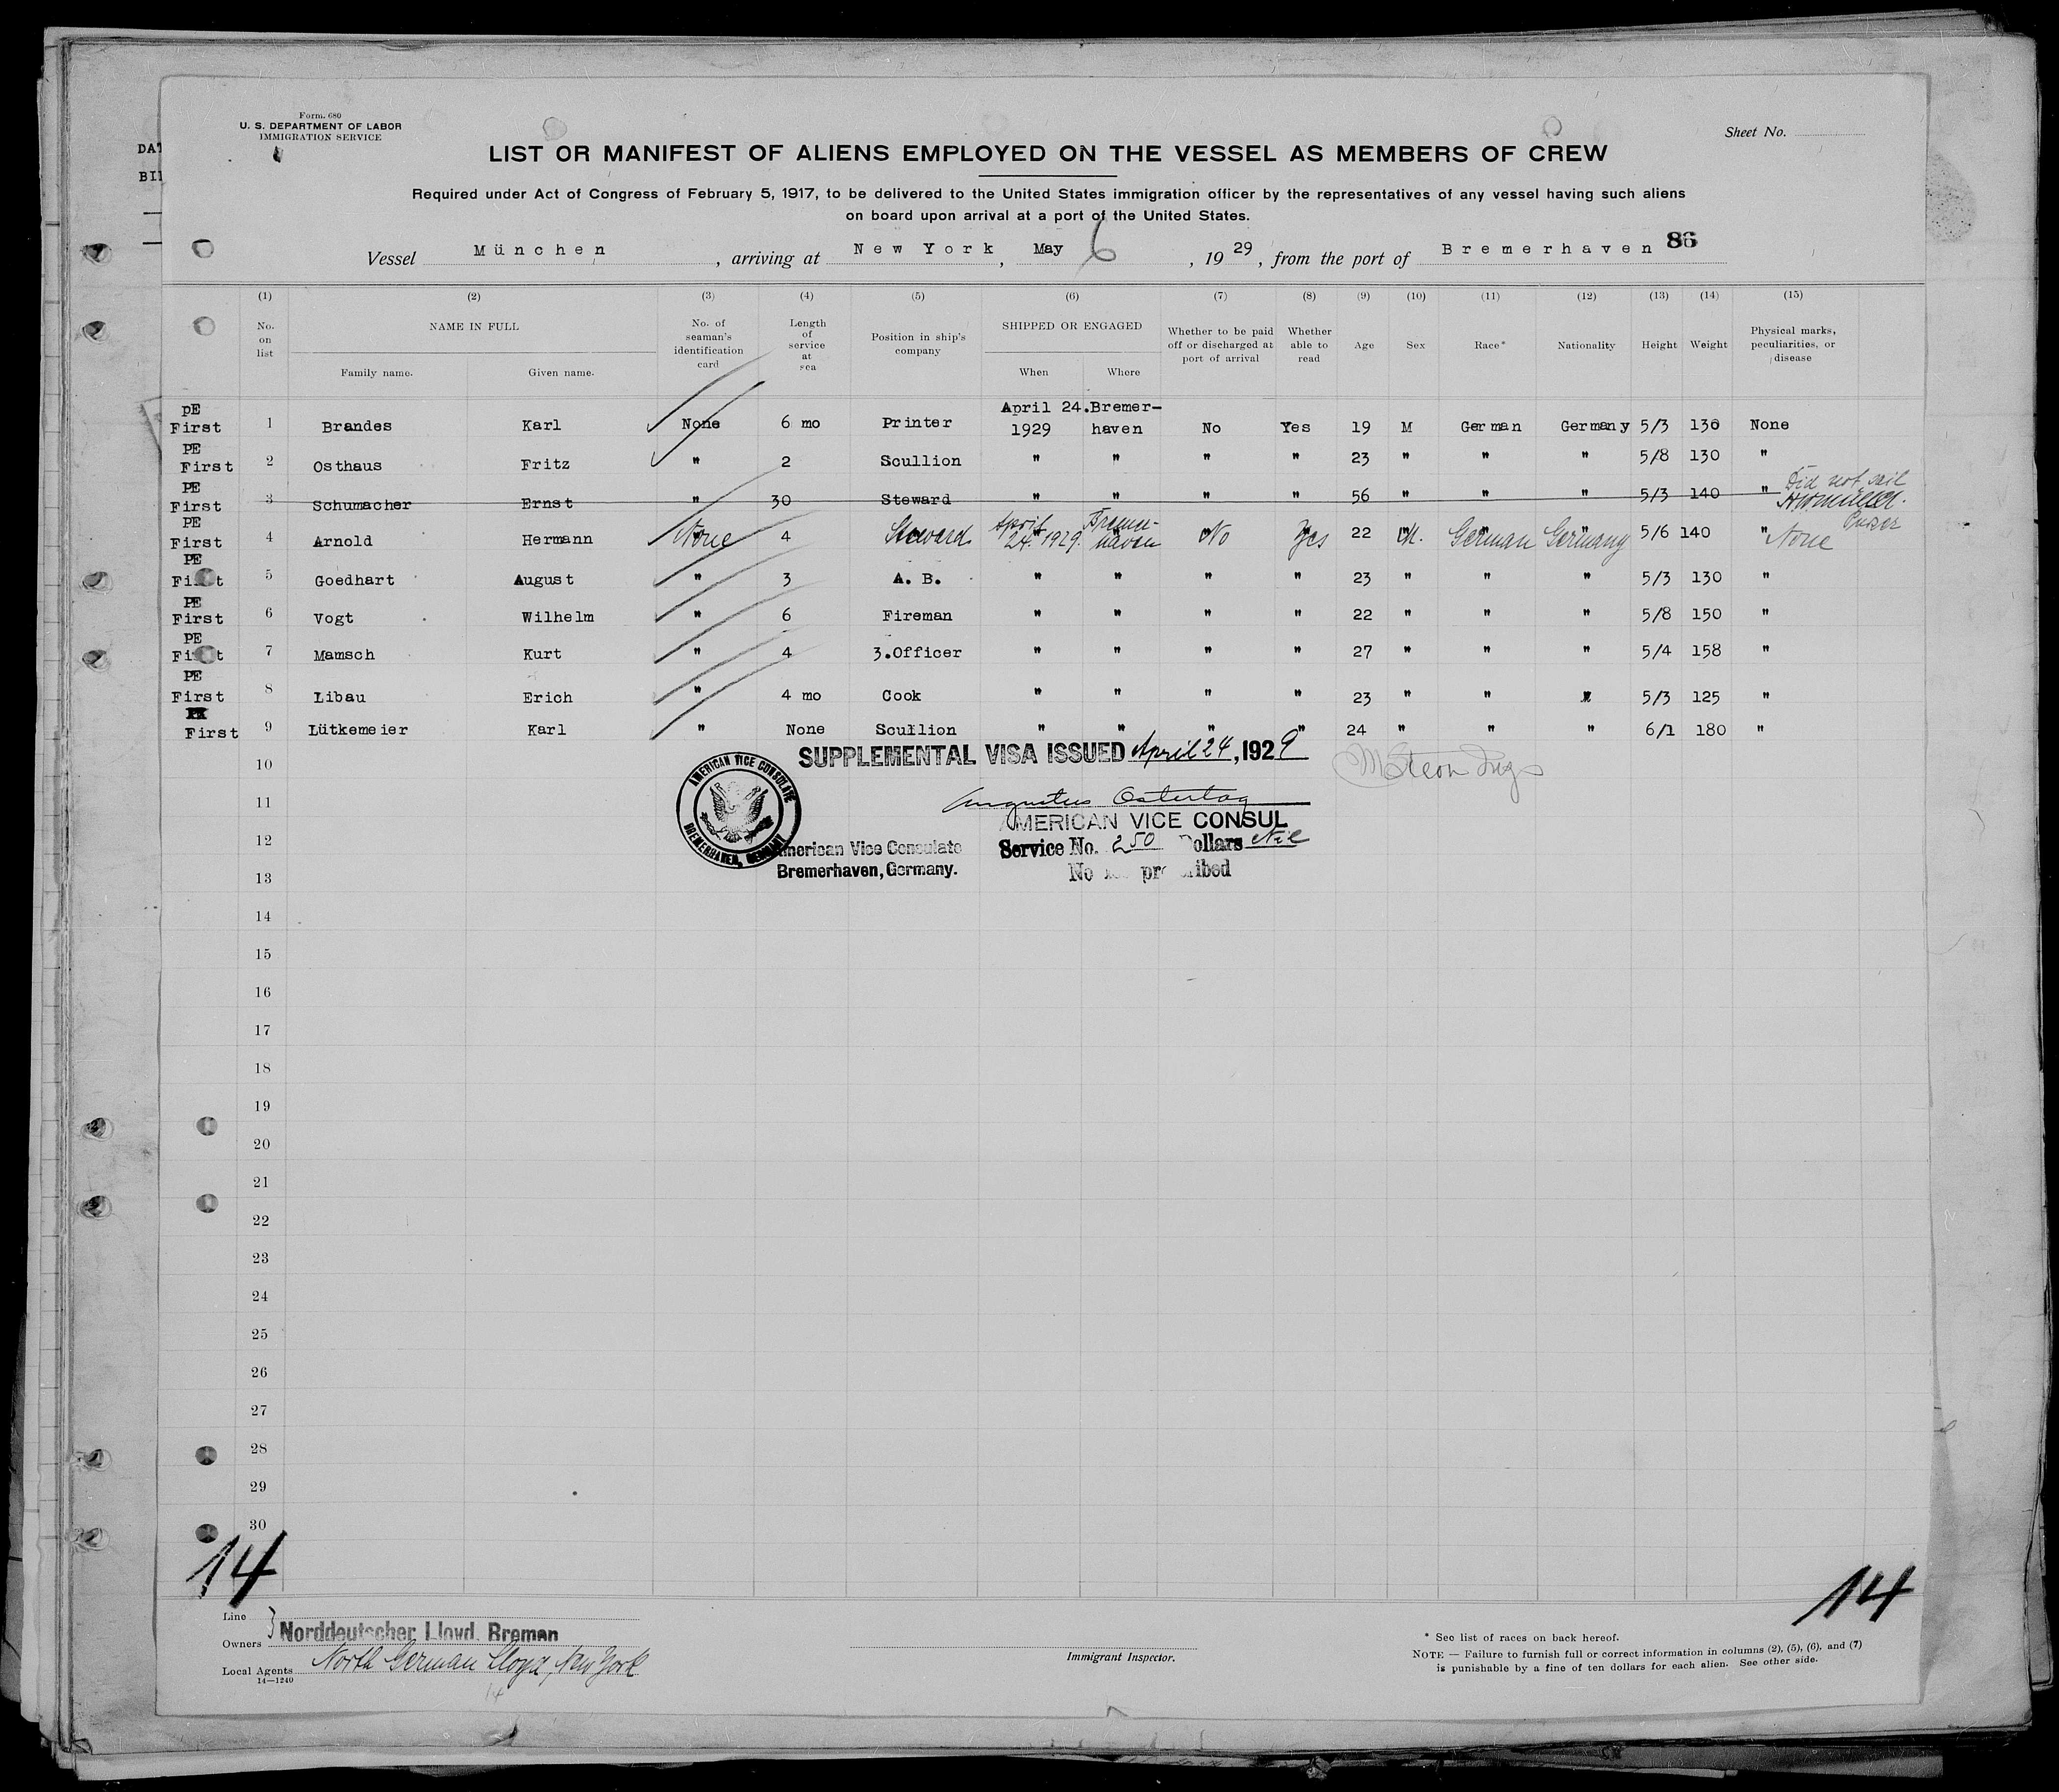 DAT
BII
Form. 680
U. S. DEPARTMENT OF LABOR
IMMIGRATION SERVICE
Sheet No.
LIST OR MANIFEST OF ALIENS EMPLOYED ON THE VESSEL AS MEMBERS OF CREW
Required under Act of Congress of February 5, 1917, to be delivered to the United States immigration officer by the representatives of any vessel having such aliens
on board upon arrival at a port of the United States.
Vessel München , arriving at New York , May 6 , 19 29 , from the port of Bremerhaven 86
(1) (2) (3) (4) (5) (6) (7) (8) (9) (10) (11) (12) (13) (14) (15)
No. on list NAME IN FULL Family name. Given name. No. of seaman's identification card Length of service at sea Position in ship's company SHIPPED OR ENGAGED When Where Whether to be paid off or discharged at port of arrival Whether able to read Age Sex Race* Nationality Height Weight Physical marks, peculiarities, or disease
pE First 1 Brandes Karl None 6 mo Printer April 24. 1929 Bremer- haven No Yes 19 M German Germany 5/3 130 None
PE First 2 Osthaus Fritz " 2 Scullion " " " " 23 " " " 5/8 130 "
PE First 3 Schumacher Ernst " 30 Steward " " " " 56 " " " 5/3 140 " Did not sail
Purser
PE First 4 Arnold Hermann None 4 Steward April 24. 1929. Bremer- haven No Yes 22 M. German Germany 5/6 140 " None
PE First 5 Goedhart August " 3 A. B. " " " " 23 " " " 5/3 130 "
PE First 6 Vogt Wilhelm " 6 Fireman " " " " 22 " " " 5/8 150 "
PE First 7 Mamsch Kurt " 4 3.Officer " " " " 27 " " " 5/4 158 "
PE First 8 Libau Erich " 4 mo Cook " " " " 23 " " " 5/3 125 "
First 9 Lütkemeier Karl " None Scullion " " " " 24 " " " 6/1 180 "
SUPPLEMENTAL VISA ISSUED April 24, 1929
10
11
12
13
AMERICAN VICE CONSULATE
BREMERHAVEN, GERMANY
American Vice Consulate
Bremerhaven, Germany.
Augustus Ostertag
AMERICAN VICE CONSUL
Service No. 250 Dollars Nil
No prescribed
14
15
16
17
18
19
20
21
22
23
24
25
26
27
28
29
30
14
14
Line
Owners Norddeutscher Lloyd, Bremen
Local Agents North German Lloyd, New York
14—1240
14
Immigrant Inspector.
* See list of races on back hereof.
NOTE — Failure to furnish full or correct information in columns (2), (5), (6), and (7)
is punishable by a fine of ten dollars for each alien. See other side.